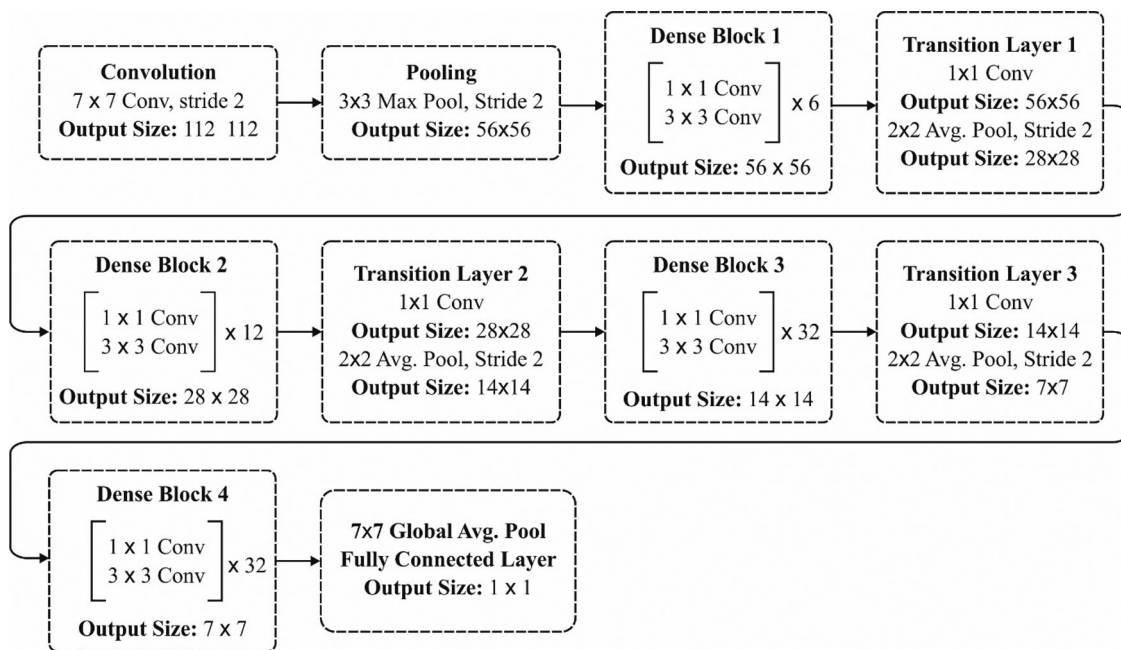 Convolution
7 x 7 Conv, stride 2
Output Size: 112 112
Pooling
3x3 Max Pool, Stride 2
Output Size: 56x56
Dense Block 1
1 x 1 Conv
3 x 3 Conv
x 6
Output Size: 56 x 56
Transition Layer 1
1x1 Conv
Output Size: 56x56
2x2 Avg. Pool, Stride 2
Output Size: 28x28
Dense Block 2
1 x 1 Conv
3 x 3 Conv
x 12
Output Size: 28 x 28
Transition Layer 2
1x1 Conv
Output Size: 28x28
2x2 Avg. Pool, Stride 2
Output Size: 14x14
Dense Block 3
1 x 1 Conv
3 x 3 Conv
x 32
Output Size: 14 x 14
Transition Layer 3
1x1 Conv
Output Size: 14x14
2x2 Avg. Pool, Stride 2
Output Size: 7x7
Dense Block 4
1 x 1 Conv
3 x 3 Conv
x 32
Output Size: 7 x 7
7x7 Global Avg. Pool
Fully Connected Layer
Output Size: 1 x 1